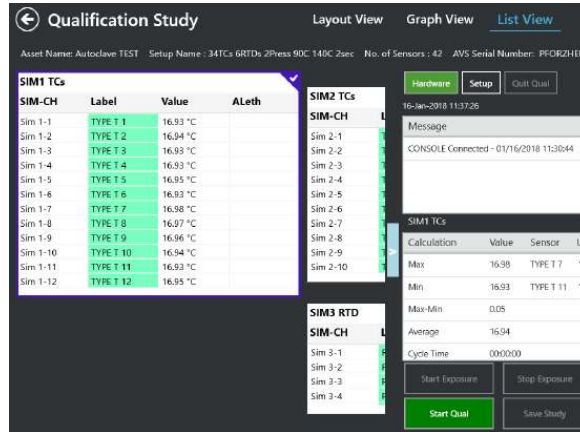 Qualification Study Layout View Graph View List View
Asset Name: Autoclave TEST Setup Name : 34TCs 6RTDs 2Press 90C 140C 2sec No. of Sensors : 42 AVS Serial Number: PFORZHE
SIM1 TCs
SIM-CH Label Value ALeth
Sim 1-1 TYPE T 1 16.93 °C
Sim 1-2 TYPE T 2 16.94 °C
Sim 1-3 TYPE T 3 16.93 °C
Sim 1-4 TYPE T 4 16.93 °C
Sim 1-5 TYPE T 5 16.95 °C
Sim 1-6 TYPE T 6 16.93 °C
Sim 1-7 TYPE T 7 16.98 °C
Sim 1-8 TYPE T 8 16.97 °C
Sim 1-9 TYPE T 9 16.96 °C
Sim 1-10 TYPE T 10 16.94 °C
Sim 1-11 TYPE T 11 16.93 °C
Sim 1-12 TYPE T 12 16.95 °C
SIM2 TCs
SIM-CH L
Sim 2-1
Sim 2-2
Sim 2-3
Sim 2-4
Sim 2-5
Sim 2-6
Sim 2-7
Sim 2-8
Sim 2-9
Sim 2-10
SIM3 RTD
SIM-CH L
Sim 3-1
Sim 3-2
Sim 3-3
Sim 3-4
Hardware Setup Quit Qual
16-Jan-2018 11:37:26
Message
CONSOLE Connected - 01/16/2018 11:30:44
SIM1 TCs
Calculation Value Sensor
Max 16.98 TYPE T 7
Min 16.93 TYPE T 11
Max-Min 0.05
Average 16.94
Cycle Time 00:00:00
Start Exposure Stop Exposure
Start Qual Save Study